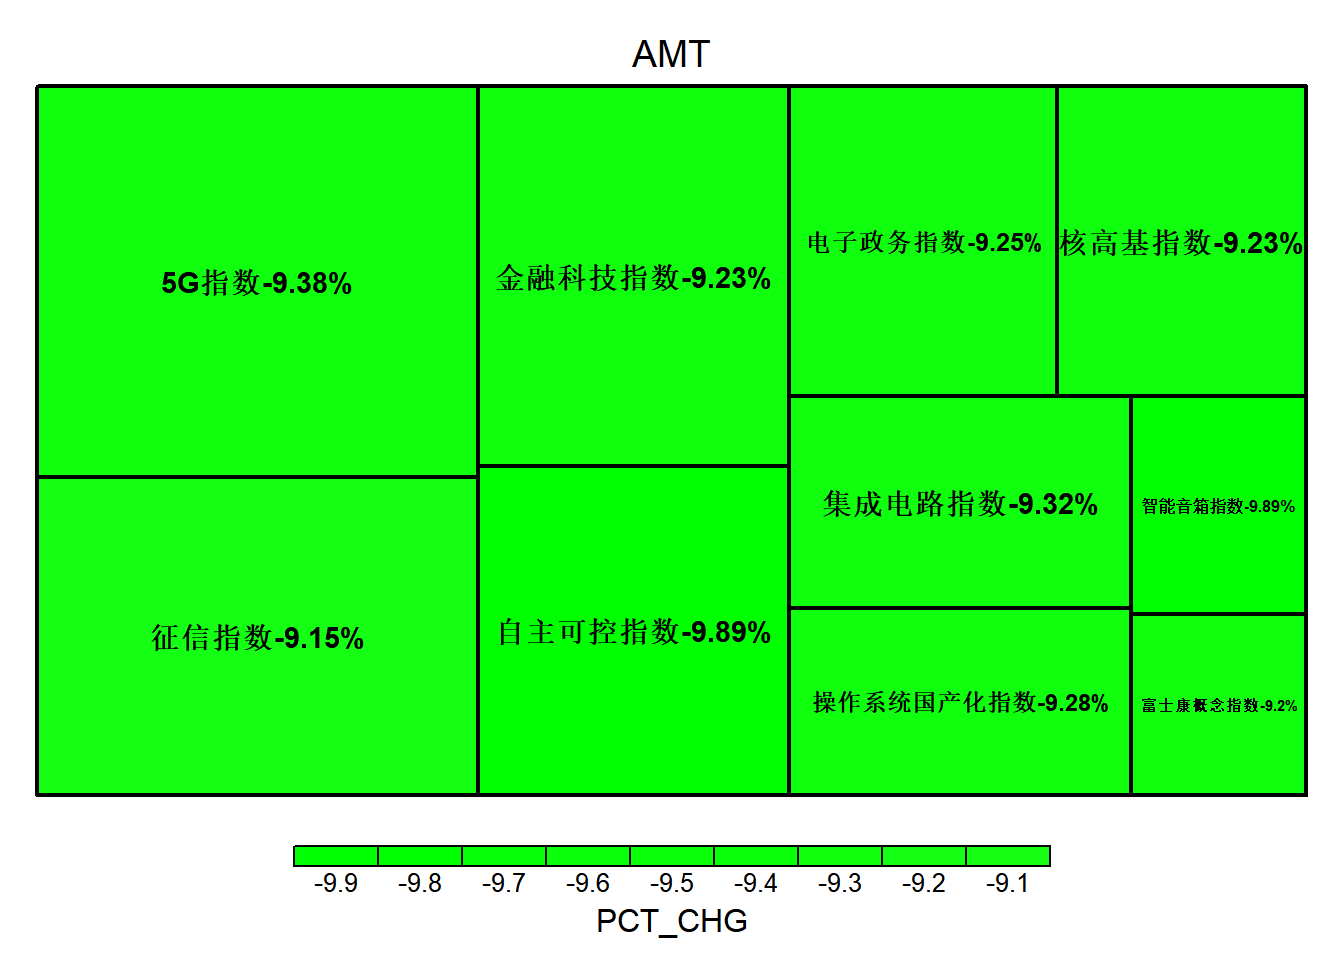 AMT
5G指数-9.38%
金融科技指数-9.23%
电子政务指数-9.25%
核高基指数-9.23%
集成电路指数-9.32%
智能音箱指数-9.89%
征信指数-9.15%
自主可控指数-9.89%
操作系统国产化指数-9.28%
富士康概念指数-9.2%
-9.9 -9.8 -9.7 -9.6 -9.5 -9.4 -9.3 -9.2 -9.1
PCT_CHG